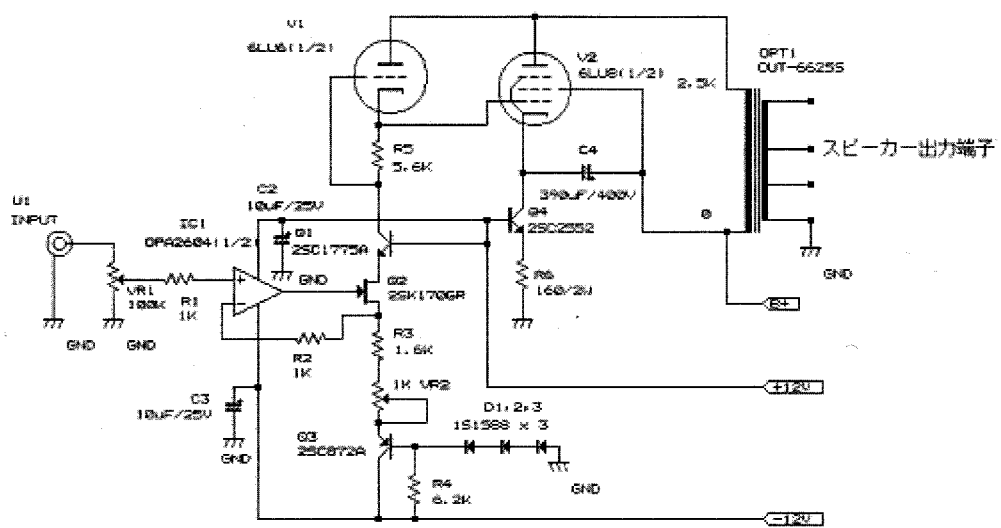 V1
6LU8(1/2)
V2
6LU8(1/2)
OPT1
OUT-6625S
2.5K
スピーカー出力端子
R5
5.6K
C4
390uF/400V
0
U1
INPUT
C2
10uF/25V
IC1
OPA2604(1/2)
Q1
2SC1775A
Q4
2SC2552
GND
GND
Q2
2SK170GR
R6
160/2W
VR1
100K
R1
1K
B+
R3
1.6K
GND
GND
R2
1K
1K VR2
+12V
C3
10uF/25V
D1,2,3
1S1588 x 3
Q3
2SC872A
GND
R4
8.2K
GND
-12V